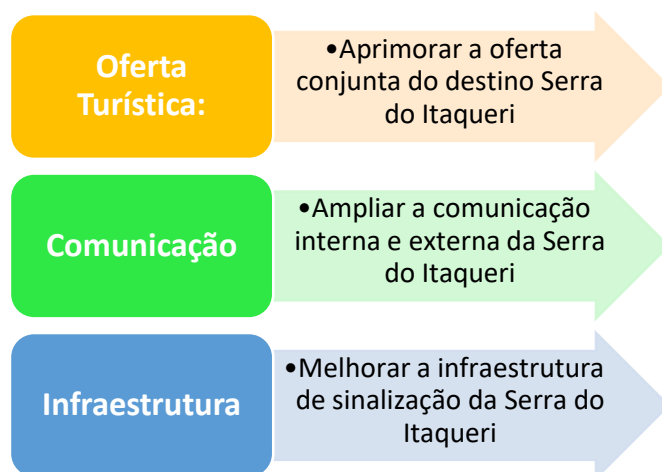 Oferta
Turística:
•Aprimorar a oferta
conjunta do destino Serra
do Itaqueri
Comunicação
•Ampliar a comunicação
interna e externa da Serra
do Itaqueri
Infraestrutura
•Melhorar a infraestrutura
de sinalização da Serra do
Itaqueri